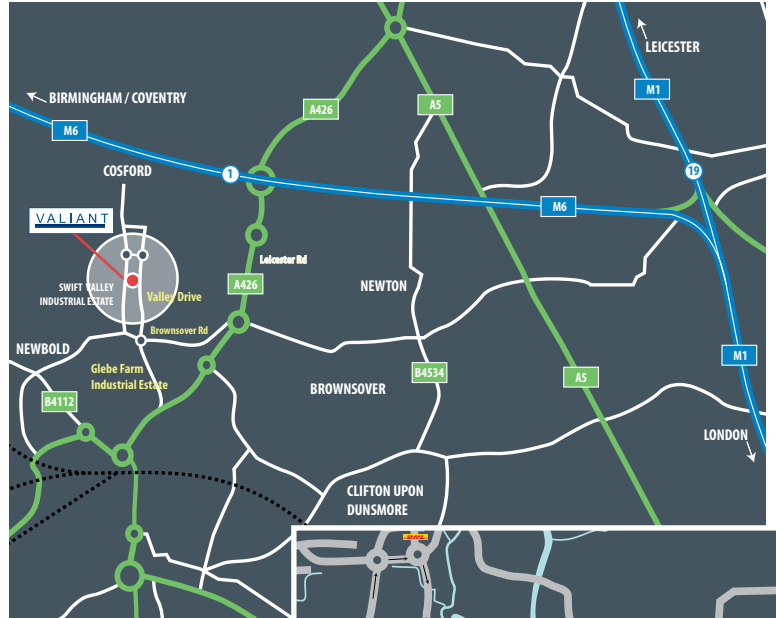 LEICESTER
BIRMINGHAM / COVENTRY
M1
A426
A5
M6
COSFORD
1
19
M6
VALIANT
Leicester Rd
A426
NEWTON
SWIFT VALLEY
INDUSTRIAL ESTATE
Valley Drive
Brownsover Rd
NEWBOLD
M1
Glebe Farm
Industrial Estate
B4534
A5
BROWNSOVER
B4112
LONDON
CLIFTON UPON
DUNSMORE
DHL